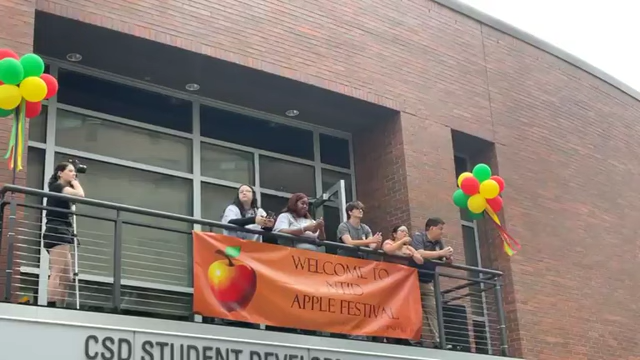 WELCOME TO
NTID
APPLE FESTIVAL
CSD STUDENT DEVELOP